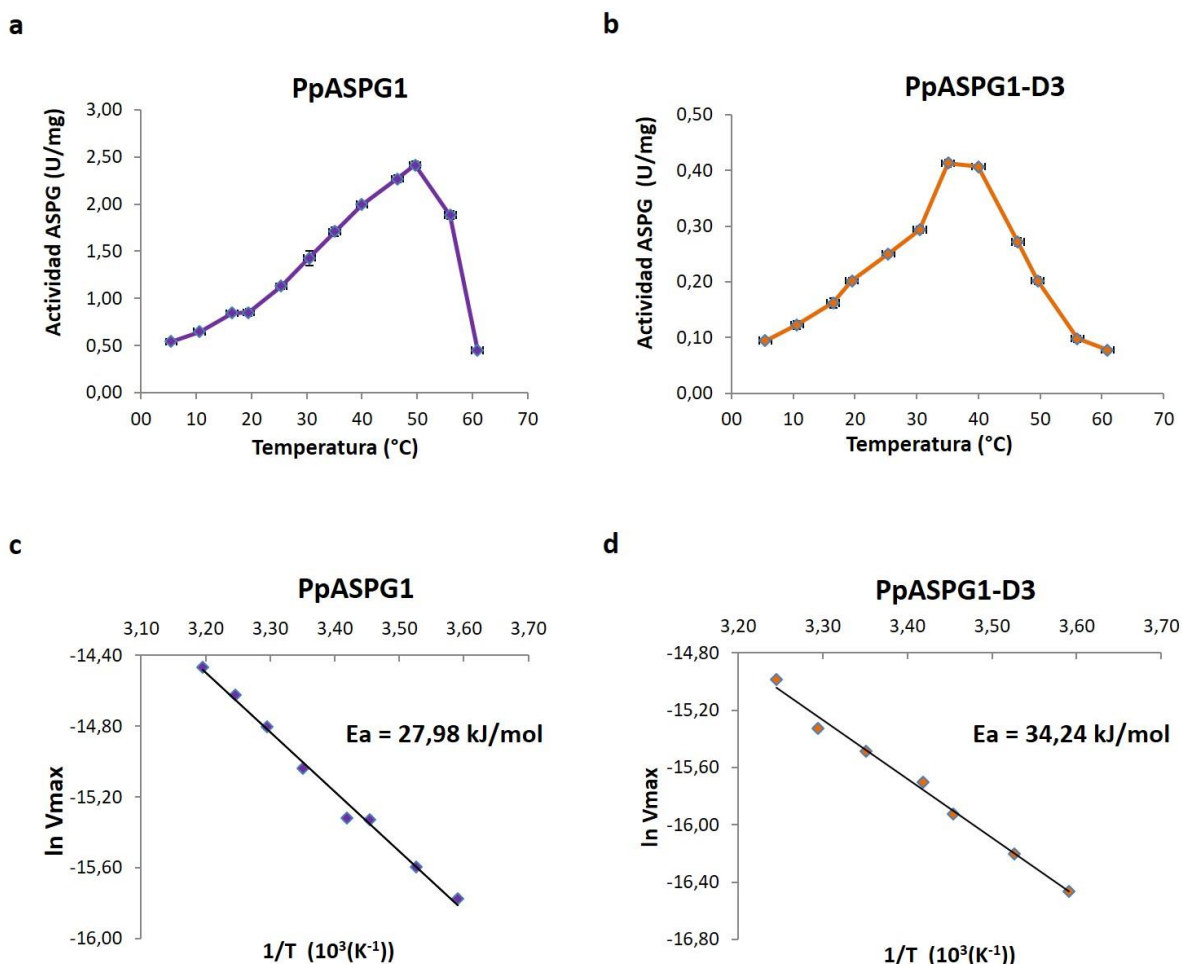 a
PpASPG1
Actividad ASPG (U/mg)
3,00
2,50
2,00
1,50
1,00
0,50
0,00
00 10 20 30 40 50 60 70
Temperatura (°C)
b
PpASPG1-D3
Actividad ASPG (U/mg)
0,50
0,40
0,30
0,20
0,10
0,00
00 10 20 30 40 50 60 70
Temperatura (°C)
c
PpASPG1
3,10 3,20 3,30 3,40 3,50 3,60 3,70
ln Vmax
-14,40
-14,80
-15,20
-15,60
-16,00
Ea = 27,98 kJ/mol
1/T (10³(K⁻¹))
d
PpASPG1-D3
3,20 3,30 3,40 3,50 3,60 3,70
ln Vmax
-14,80
-15,20
-15,60
-16,00
-16,40
-16,80
Ea = 34,24 kJ/mol
1/T (10³(K⁻¹))